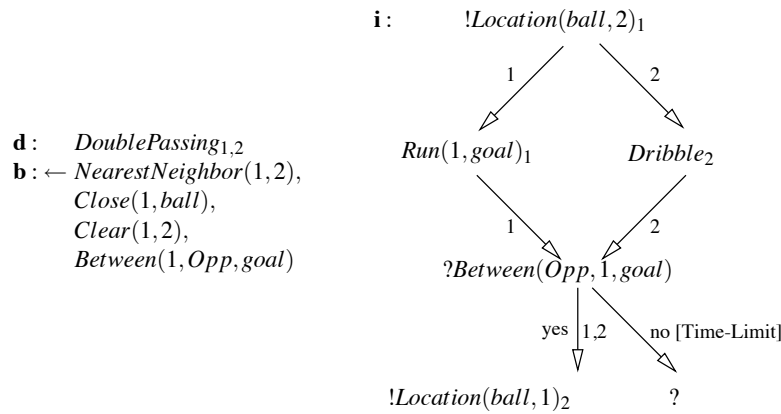 i : !Location(ball,2)₁
1 2
d : DoublePassing₁,₂
b : ← NearestNeighbor(1,2),
Close(1,ball),
Clear(1,2),
Between(1,Opp,goal)
Run(1,goal)₁ Dribble₂
1 2
?Between(Opp,1,goal)
yes 1,2 no [Time-Limit]
!Location(ball,1)₂ ?